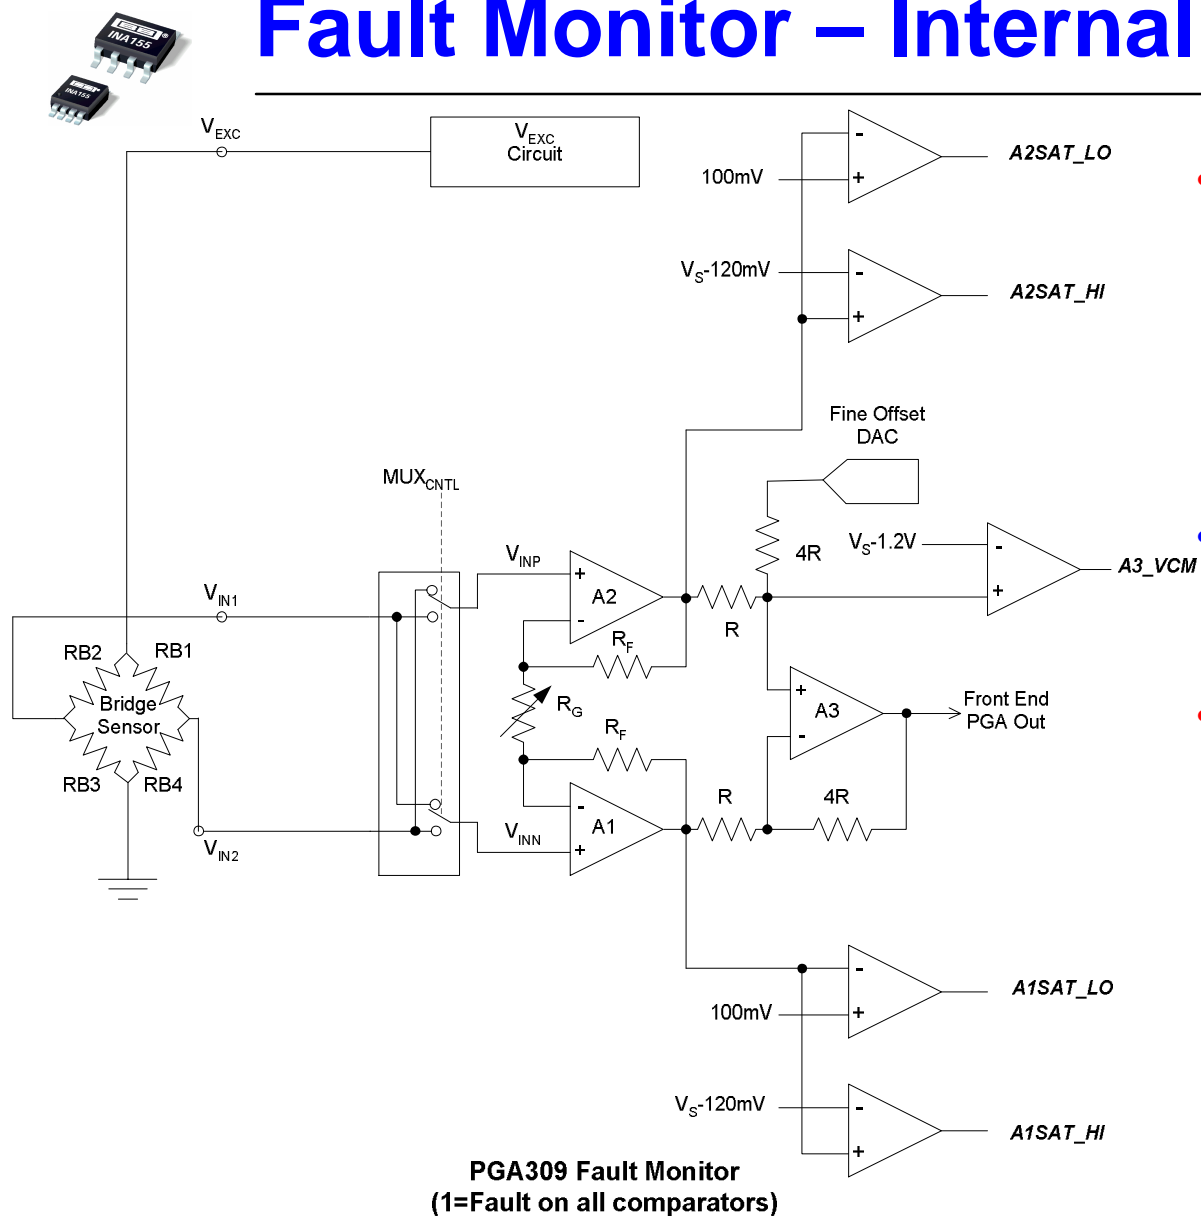 Fault Monitor – Internal
INA155
INA155
VEXC
VEXC
Circuit
A2SAT_LO
100mV
VS-120mV
A2SAT_HI
Fine Offset
DAC
MUXCNTL
4R
VS-1.2V
A3_VCM
VINP
A2
R
VIN1
RF
RB2
RB1
Bridge
Sensor
RG
A3
Front End
PGA Out
RF
RB3
RB4
R
4R
A1
VINN
VIN2
A1SAT_LO
100mV
VS-120mV
A1SAT_HI
PGA309 Fault Monitor
(1=Fault on all comparators)